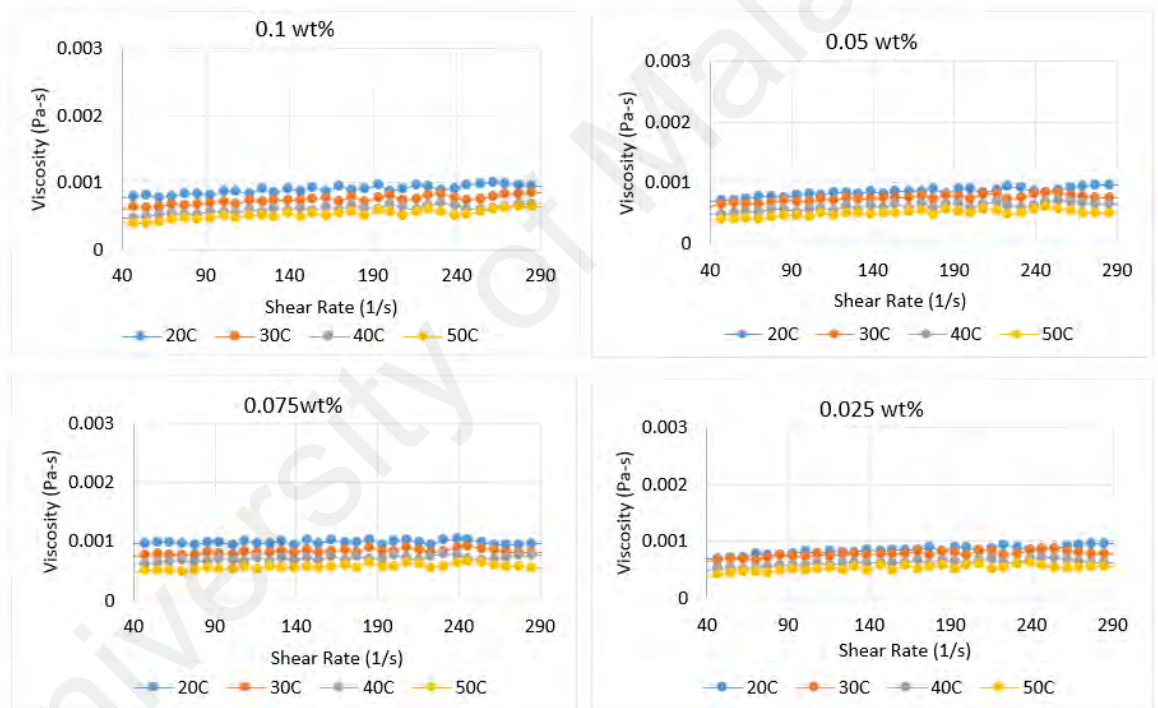 0.1 wt%
Viscosity (Pa-s)
0.003
0.002
0.001
0
40 90 140 190 240 290
Shear Rate (1/s)
20C 30C 40C 50C
0.05 wt%
Viscosity (Pa-s)
0.003
0.002
0.001
0
40 90 140 190 240 290
Shear Rate (1/s)
20C 30C 40C 50C
0.075wt%
Viscosity (Pa-s)
0.003
0.002
0.001
0
40 90 140 190 240 290
Shear Rate (1/s)
20C 30C 40C 50C
0.025 wt%
Viscosity (Pa-s)
0.003
0.002
0.001
0
40 90 140 190 240 290
Shear Rate (1/s)
20C 30C 40C 50C
University of Mala